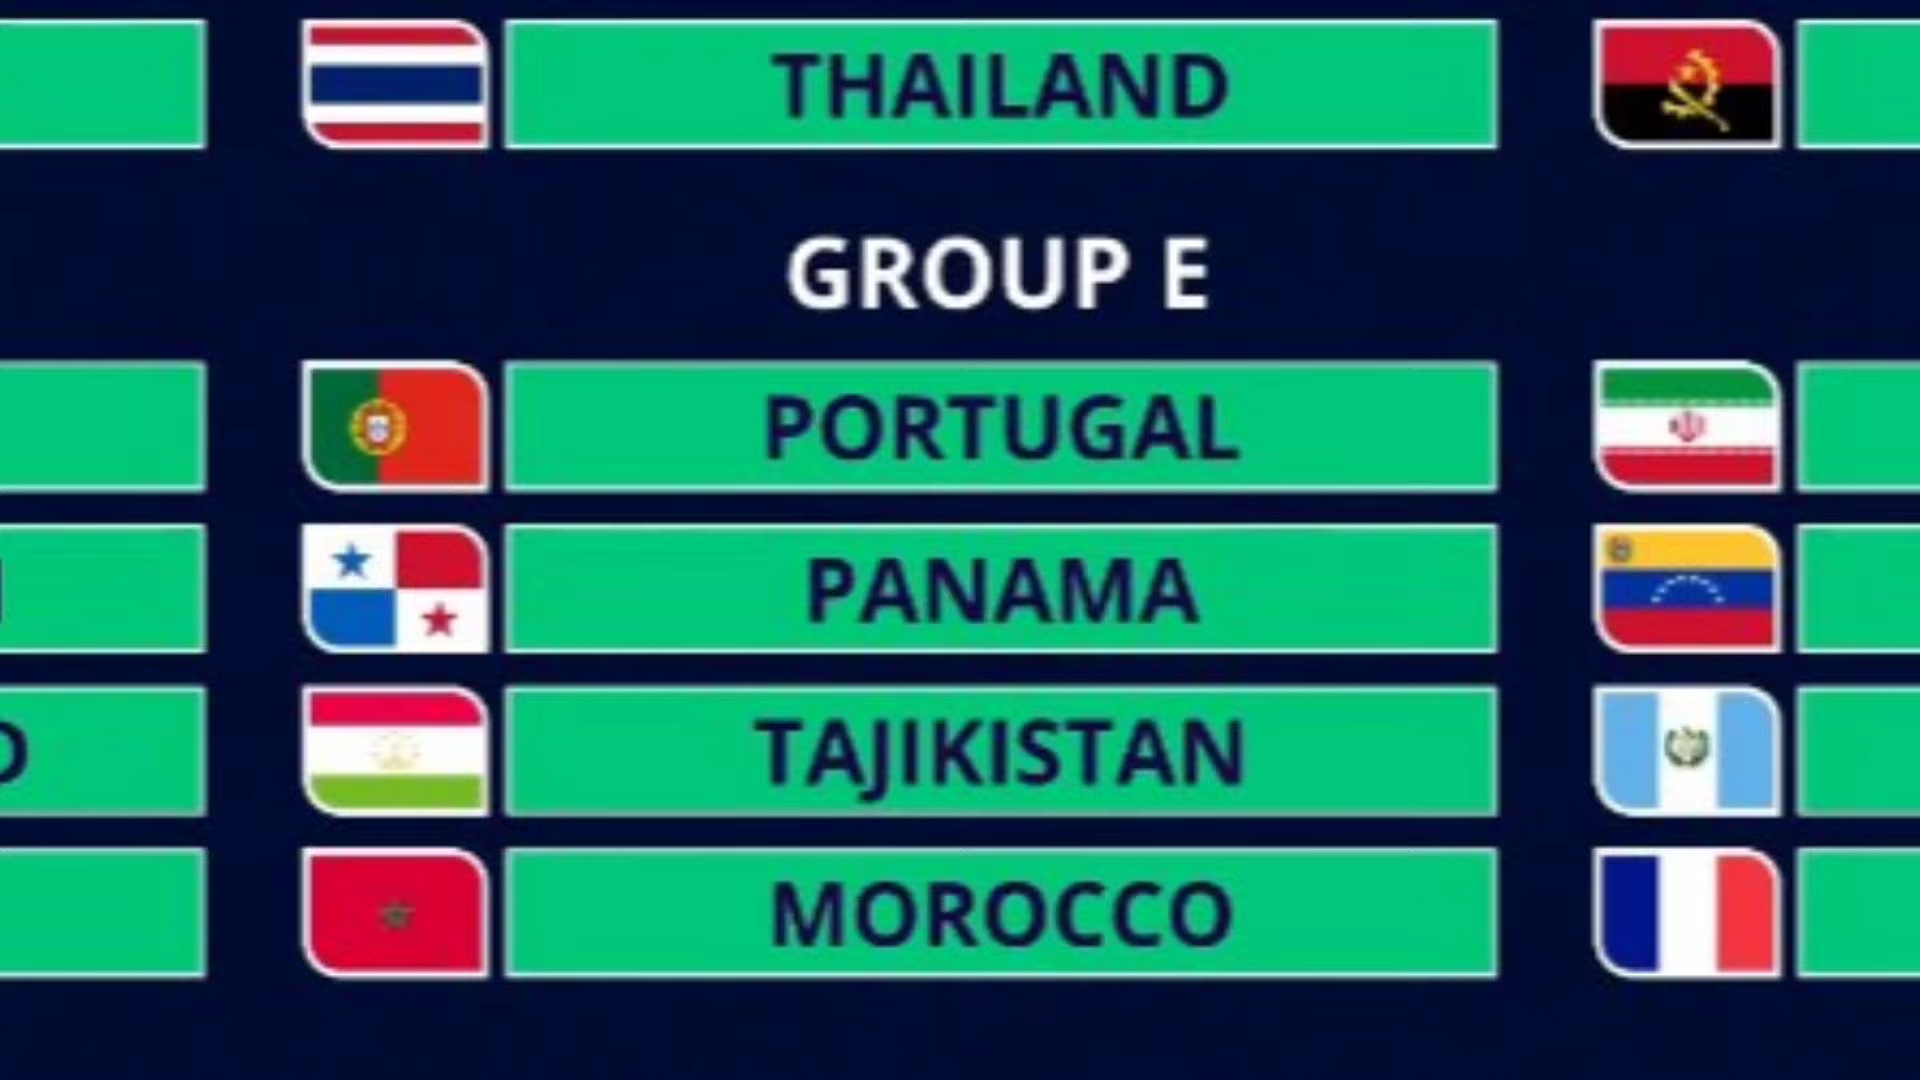 THAILAND
GROUP E
PORTUGAL
PANAMA
TAJIKISTAN
MOROCCO